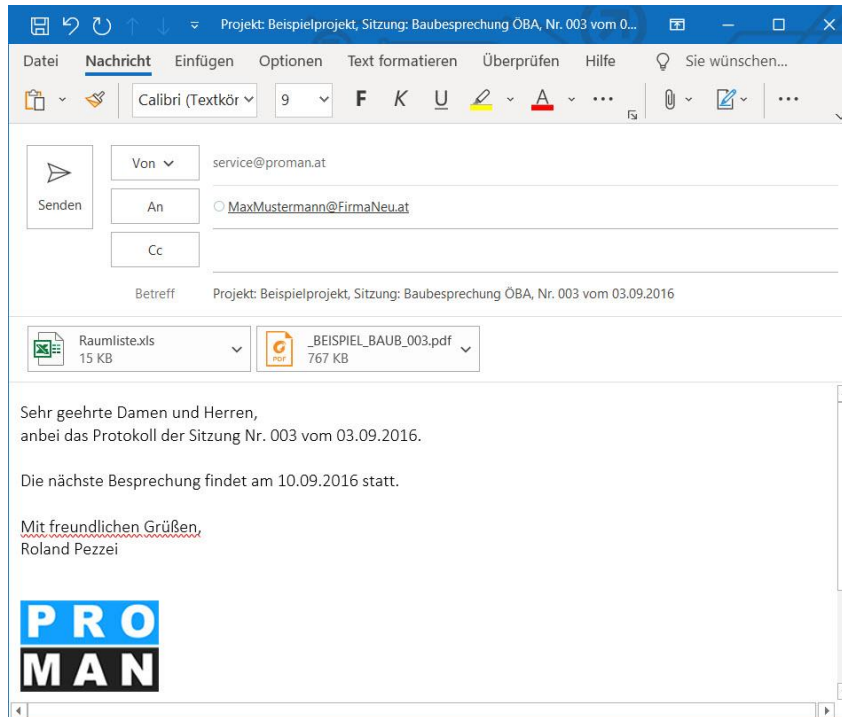 Projekt: Beispielprojekt, Sitzung: Baubesprechung ÖBA, Nr. 003 vom 0...
Datei Nachricht Einfügen Optionen Text formatieren Überprüfen Hilfe Sie wünschen...
Calibri (Textkör 9 F K U A ...
Von service@proman.at
Senden An MaxMustermann@FirmaNeu.at
Cc
Betreff Projekt: Beispielprojekt, Sitzung: Baubesprechung ÖBA, Nr. 003 vom 03.09.2016
Raumliste.xls PDF _BEISPIEL_BAUB_003.pdf
15 KB 767 KB
Sehr geehrte Damen und Herren,
anbei das Protokoll der Sitzung Nr. 003 vom 03.09.2016.
Die nächste Besprechung findet am 10.09.2016 statt.
Mit freundlichen Grüßen,
Roland Pezzei
PRO
MAN